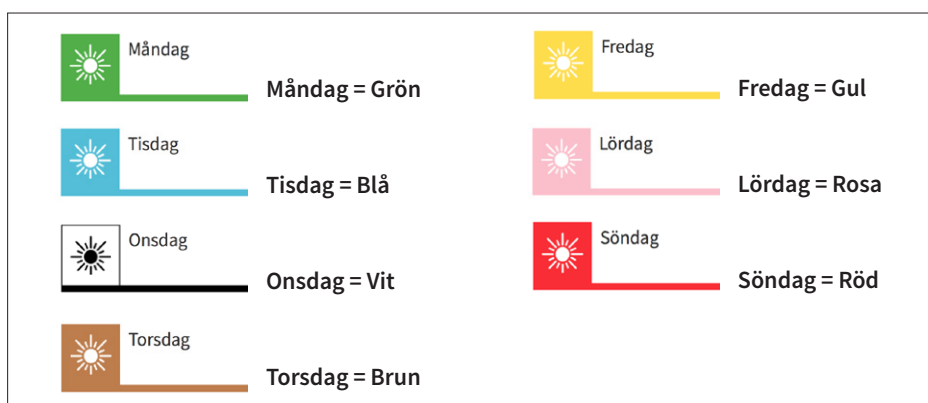 Måndag
Måndag = Grön
Tisdag
Tisdag = Blå
Onsdag
Onsdag = Vit
Torsdag
Torsdag = Brun
Fredag
Fredag = Gul
Lördag
Lördag = Rosa
Söndag
Söndag = Röd